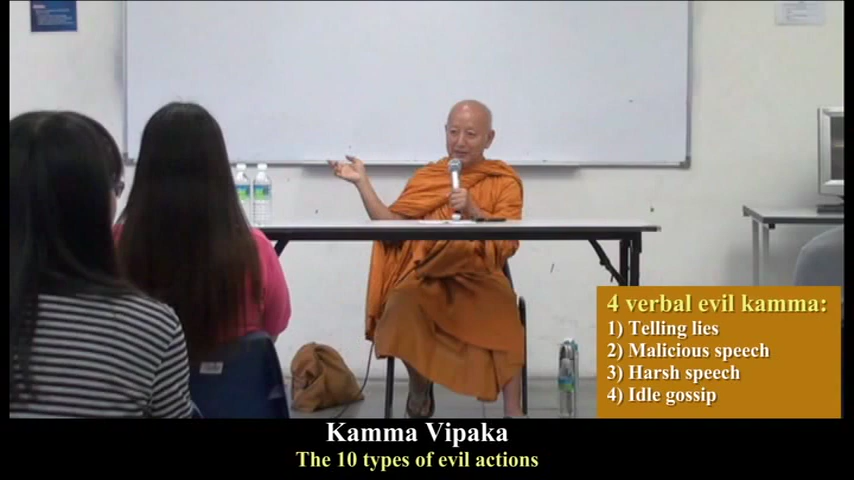 4 verbal evil kamma:
1) Telling lies
2) Malicious speech
3) Harsh speech
4) Idle gossip
Kamma Vipaka
The 10 types of evil actions